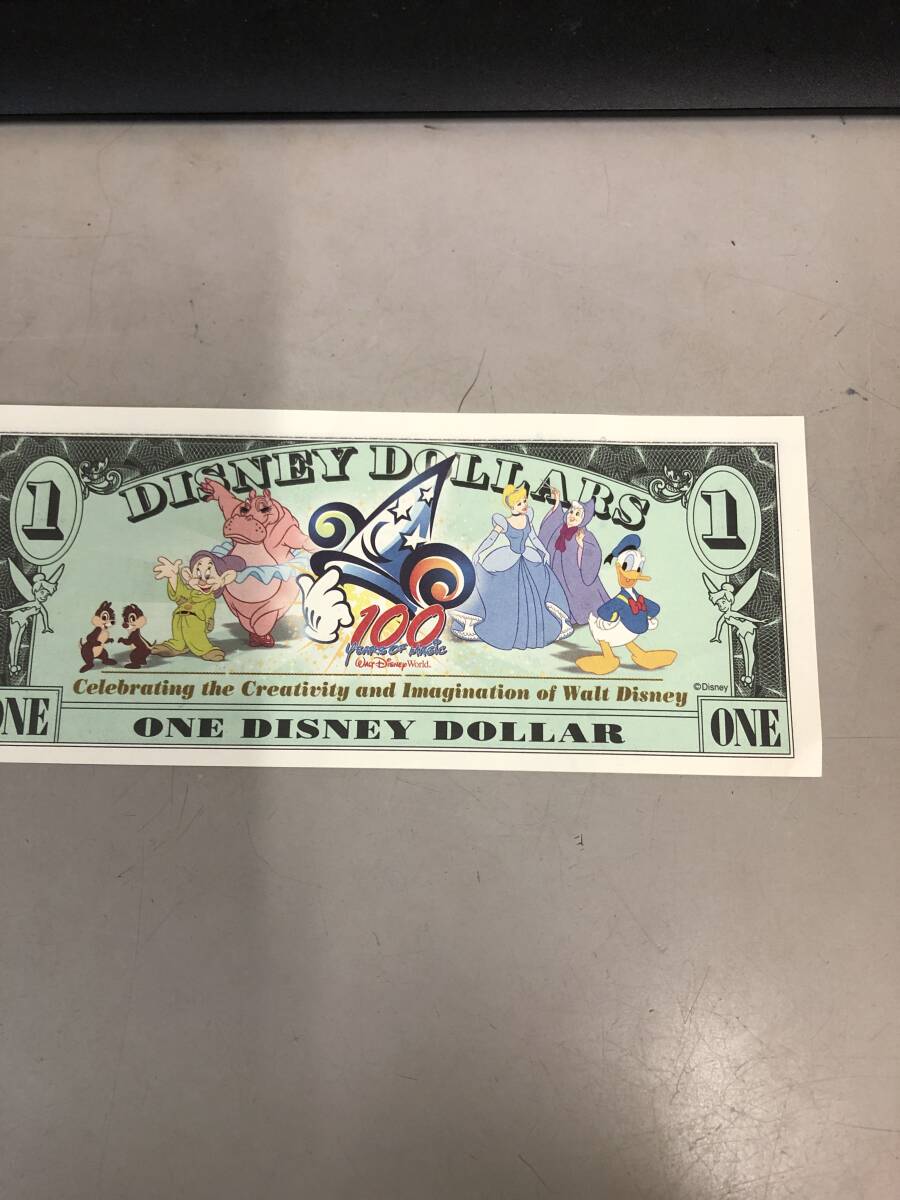 DISNEY DOLLARS
1
1
100
YEARS OF MAGIC
Walt Disney World.
©Disney
Celebrating the Creativity and Imagination of Walt Disney
ONE DISNEY DOLLAR
NE
ONE